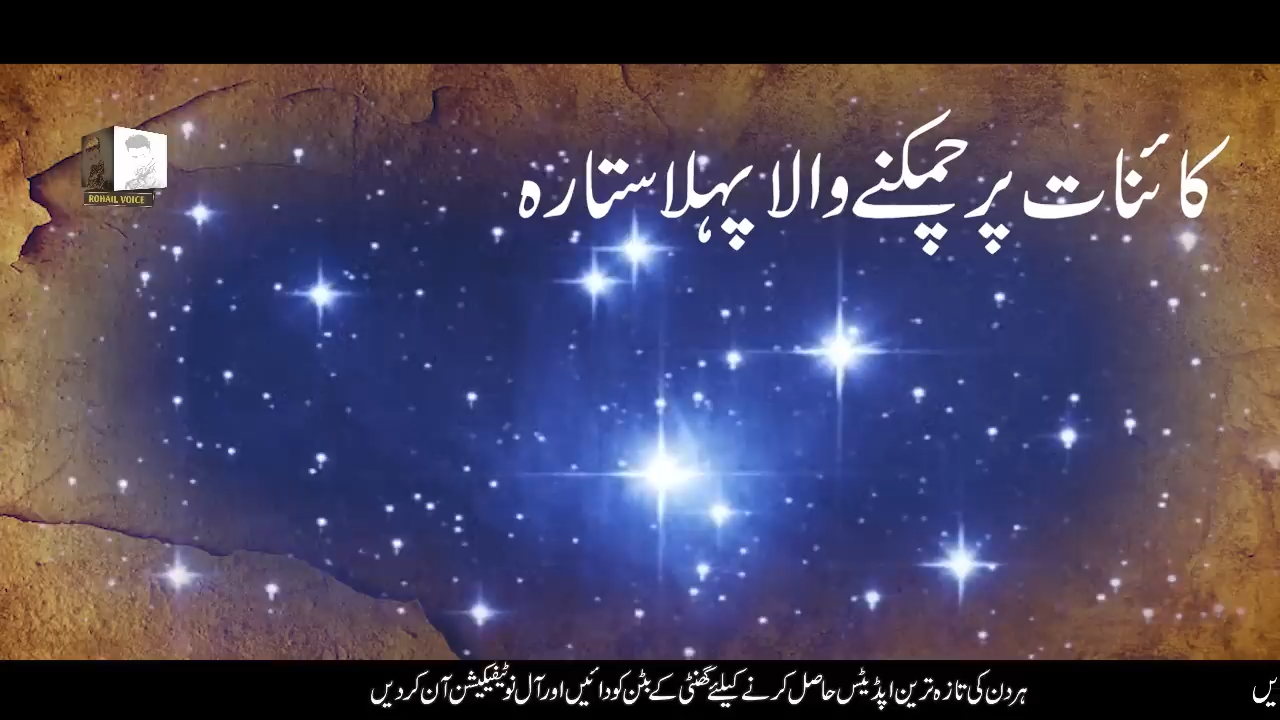 کائنات پر چمکنے والا پہلا ستارہ
ROHAIL VOICE
ہر دن کی تازہ ترین اپڈیٹس حاصل کرنے کیلئے گھنٹی کے بٹن کو دائیں اور آل نوٹیفیکیشن آن کر دیں